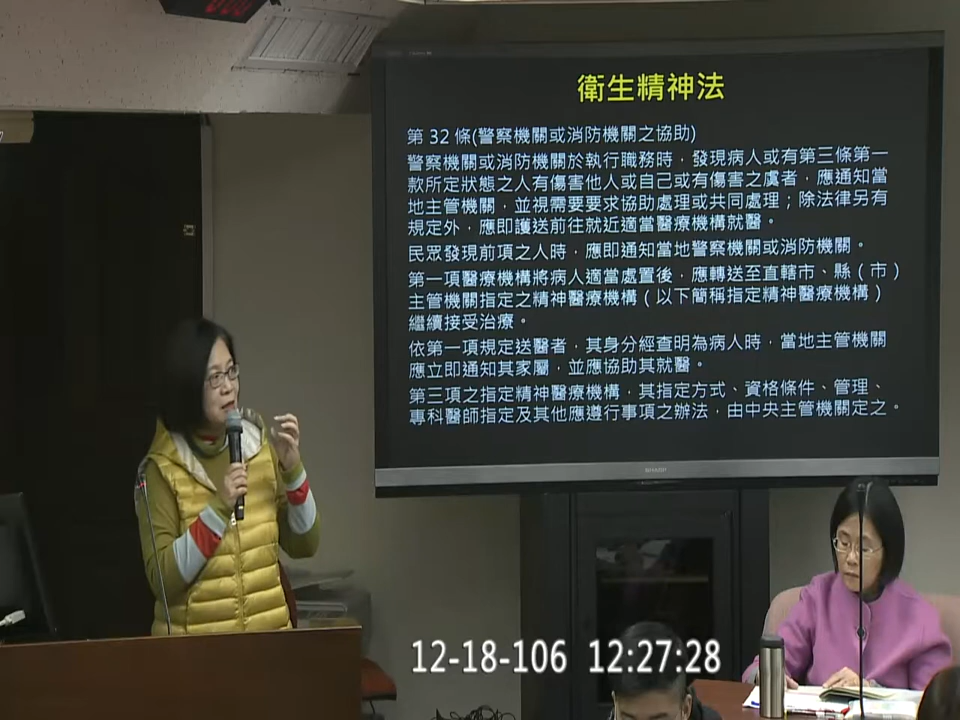 衛生精神法
第 32 條(警察機關或消防機關之協助)
警察機關或消防機關於執行職務時，發現病人或有第三條第一
款所定狀態之人有傷害他人或自己或有傷害之虞者，應通知當
地主管機關，並視需要要求協助處理或共同處理；除法律另有
規定外，應即護送前往就近適當醫療機構就醫。
民眾發現前項之人時，應即通知當地警察機關或消防機關。
第一項醫療機構將病人適當處置後，應轉送至直轄市、縣（市）
主管機關指定之精神醫療機構（以下簡稱指定精神醫療機構）
繼續接受治療。
依第一項規定送醫者，其身分經查明為病人時，當地主管機關
應立即通知其家屬，並應協助其就醫。
第三項之指定精神醫療機構，其指定方式、資格條件、管理、
專科醫師指定及其他應遵行事項之辦法，由中央主管機關定之。
12-18-106 12:27:28